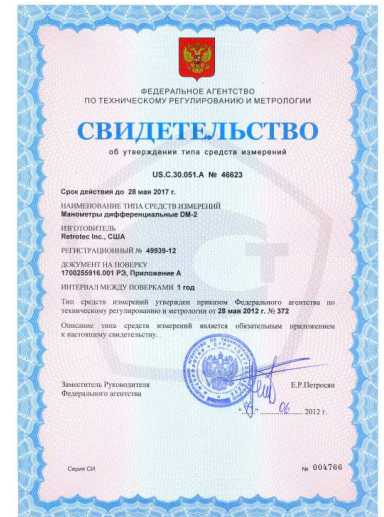 ФЕДЕРАЛЬНОЕ АГЕНТСТВО
ПО ТЕХНИЧЕСКОМУ РЕГУЛИРОВАНИЮ И МЕТРОЛОГИИ
СВИДЕТЕЛЬСТВО
об утверждении типа средств измерений
US.C.30.051.A № 46623
Срок действия до 28 мая 2017 г.
НАИМЕНОВАНИЕ ТИПА СРЕДСТВ ИЗМЕРЕНИЙ
Манометры дифференциальные DM-2
ИЗГОТОВИТЕЛЬ
Retrotec Inc., США
РЕГИСТРАЦИОННЫЙ № 49939-12
ДОКУМЕНТ НА ПОВЕРКУ
1700255916.001 РЭ, Приложение А
ИНТЕРВАЛ МЕЖДУ ПОВЕРКАМИ 1 год
Тип средств измерений утвержден приказом Федерального агентства по
техническому регулированию и метрологии от 28 мая 2012 г. № 372
Описание типа средств измерений является обязательным приложением
к настоящему свидетельству.
Заместитель Руководителя
Федерального агентства
Е.Р.Петросян
06 2012 г.
Серия СИ
№ 004766